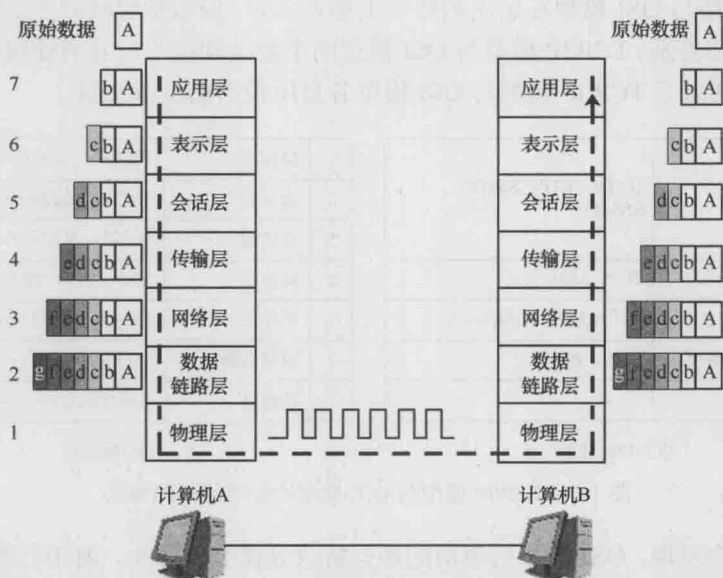 原始数据 A 原始数据 A
7 b A 应用层 应用层 b A
6 c b A 表示层 表示层 c b A
5 d c b A 会话层 会话层 d c b A
4 e d c b A 传输层 传输层 e d c b A
3 f e d c b A 网络层 网络层 f e d c b A
2 g f e d c b A 数据链路层 数据链路层 g f e d c b A
1 物理层 物理层
计算机A 计算机B